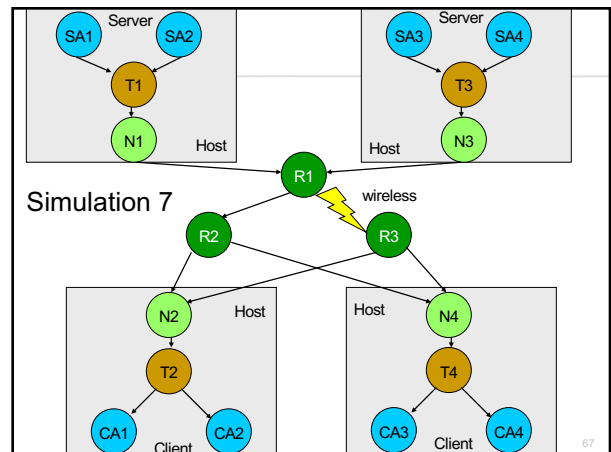 Server
SA1 SA2
T1
N1
Host
Server
SA3 SA4
T3
N3
Host
R1
Simulation 7
wireless
R2
R3
N2
Host
T2
CA1 CA2
Client
Host
N4
T4
CA3 CA4
Client
67